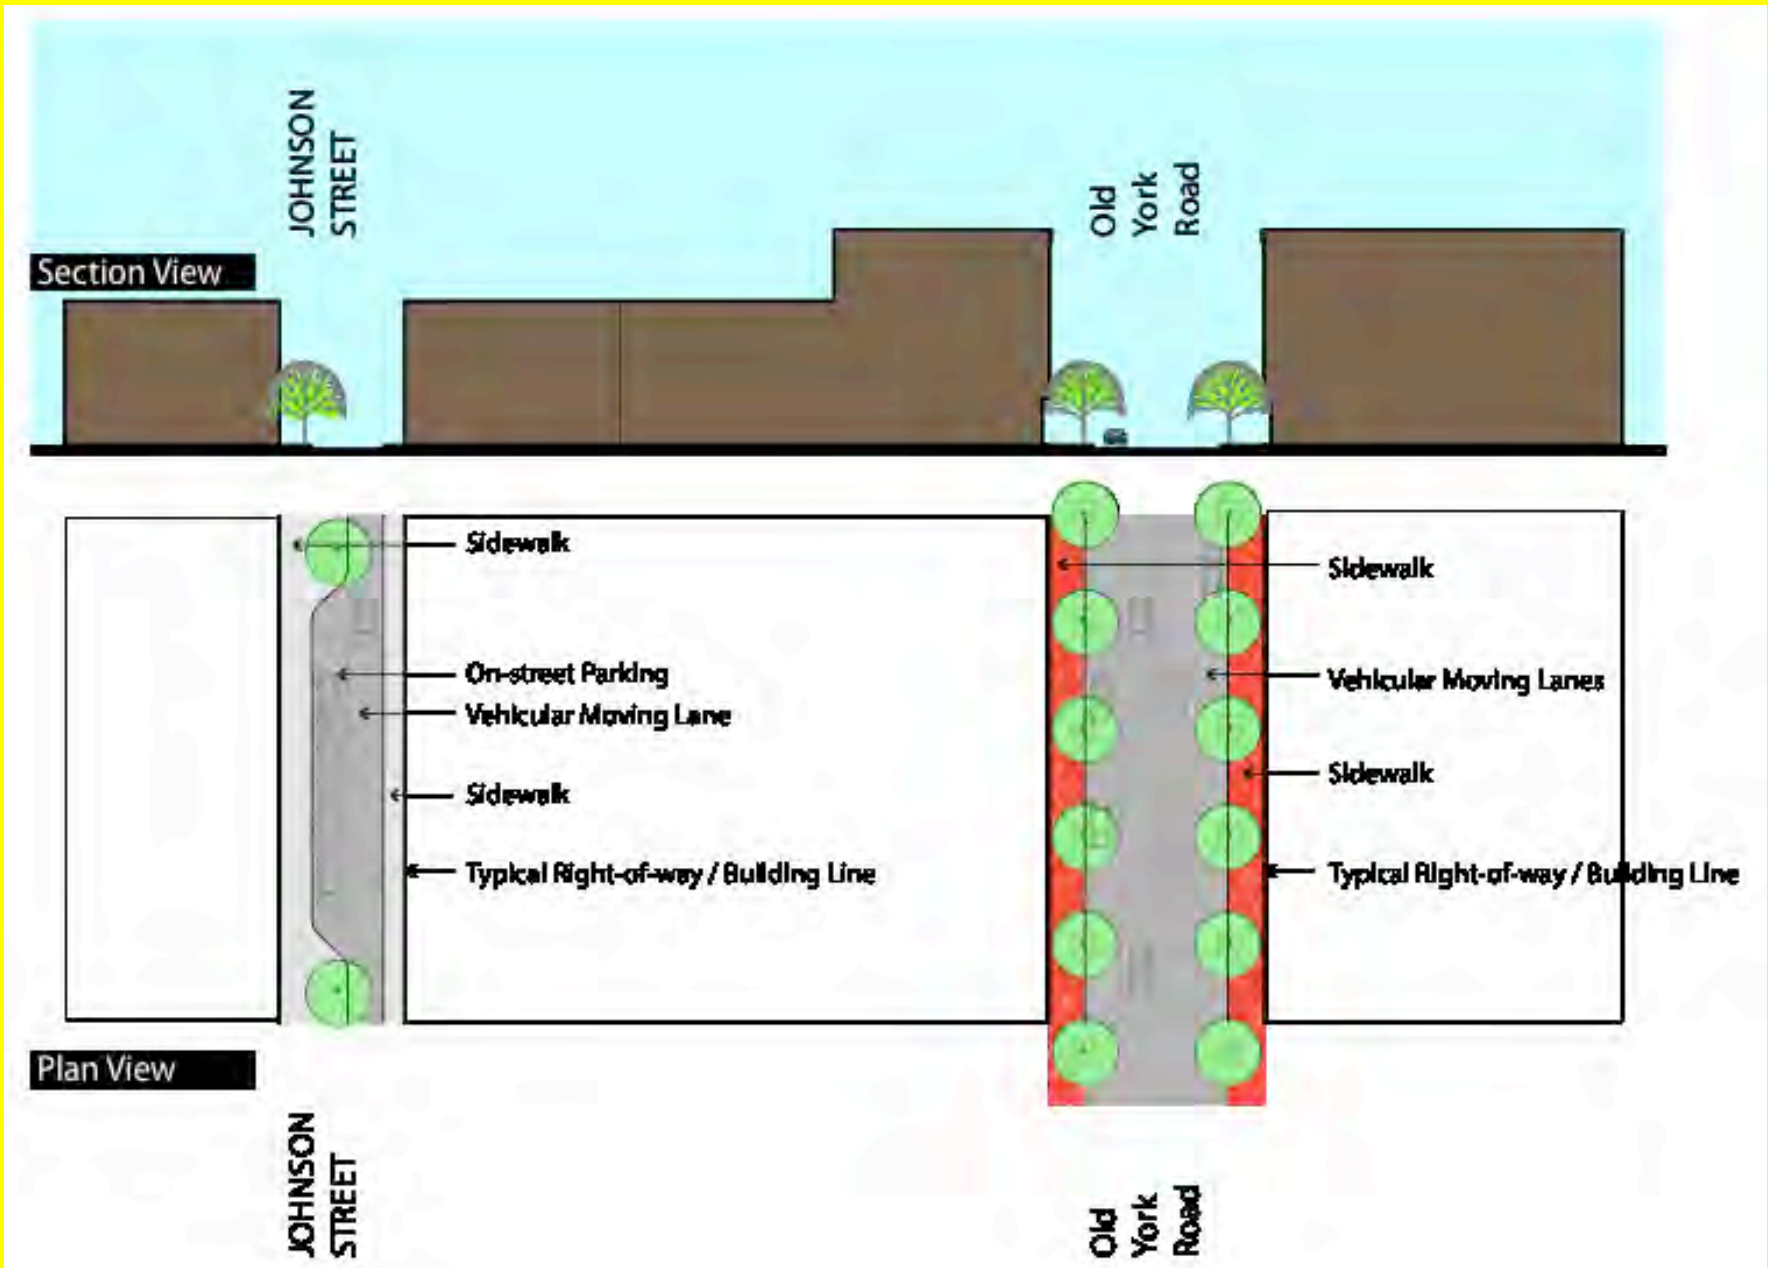 JOHNSON
STREET
Old
York
Road
Section View
Sidewalk
Sidewalk
On-street Parking
Vehicular Moving Lanes
Vehicular Moving Lane
Sidewalk
Sidewalk
Typical Right-of-way / Building Line
Typical Right-of-way / Building Line
Plan View
JOHNSON
STREET
Old
York
Road